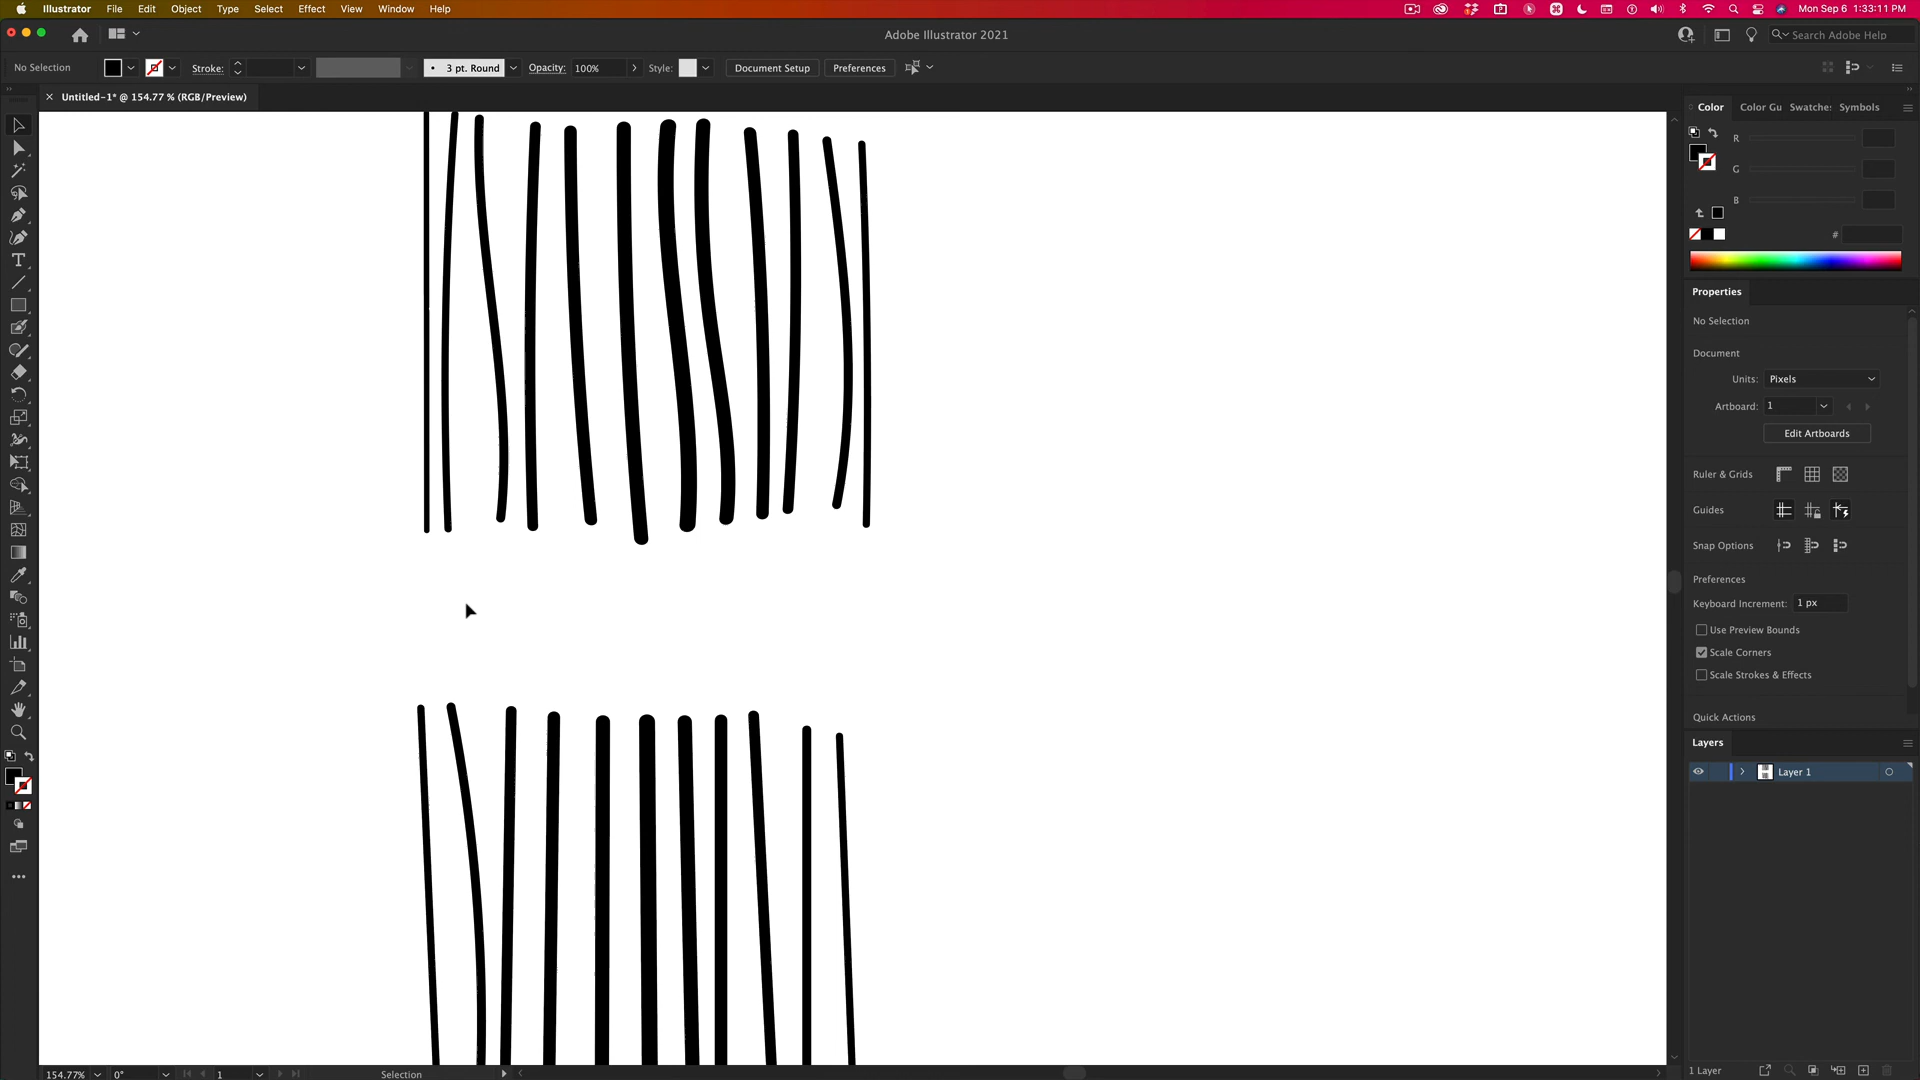 Illustrator File Edit Object Type Select Effect View Window Help
Mon Sep 6 1:33:11 PM
Adobe Illustrator 2021
Search Adobe Help
No Selection
Stroke:
3 pt. Round
Opacity: 100%
Style:
Document Setup
Preferences
Untitled-1* @ 154.77 % (RGB/Preview)
Color Color Gu Swatche: Symbols
R
G
B
#
Properties
No Selection
Document
Units: Pixels
Artboard: 1
Edit Artboards
Ruler & Grids
Guides
Snap Options
Preferences
Keyboard Increment: 1 px
Use Preview Bounds
Scale Corners
Scale Strokes & Effects
Quick Actions
Layers
Layer 1
1 Layer
154.77% 0° 1 Selection